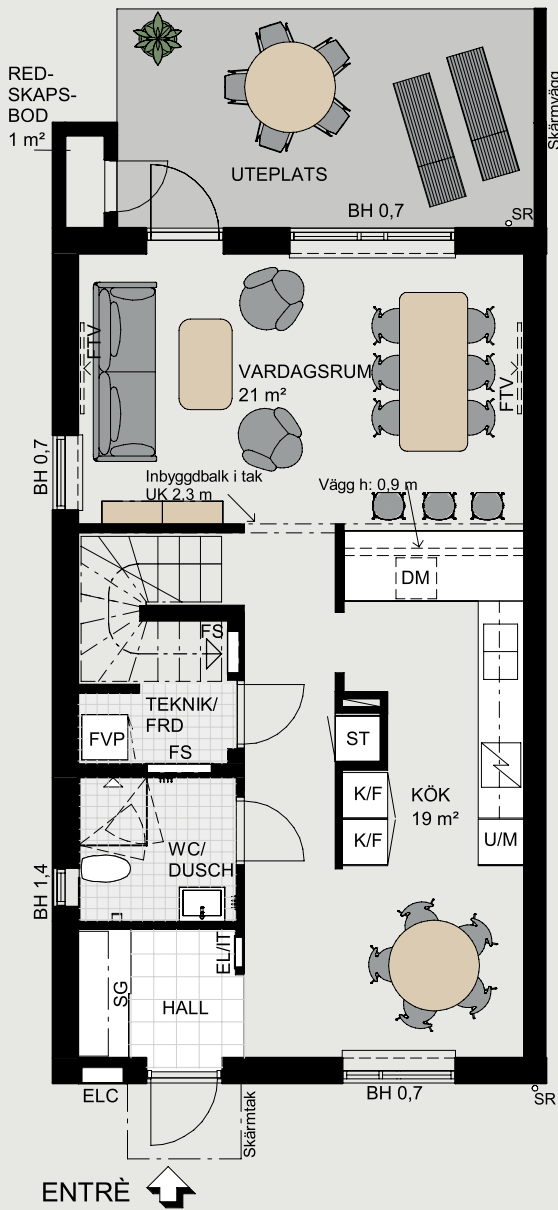 RED-
SKAPS-
BOD
1 m²
Skärmvägg
UTEPLATS
BH 0,7
SR
FTV
VARDAGSRUM
21 m²
FTV
BH 0,7
Inbyggdbalk i tak
UK 2,3 m
Vägg h: 0,9 m
DM
FS
TEKNIK/
FRD
FVP
FS
ST
K/F
KÖK
19 m²
K/F
U/M
WC/
DUSCH
BH 1,4
EL/IT
SG
HALL
ELC
Skärmtak
BH 0,7
SR
ENTRÈ